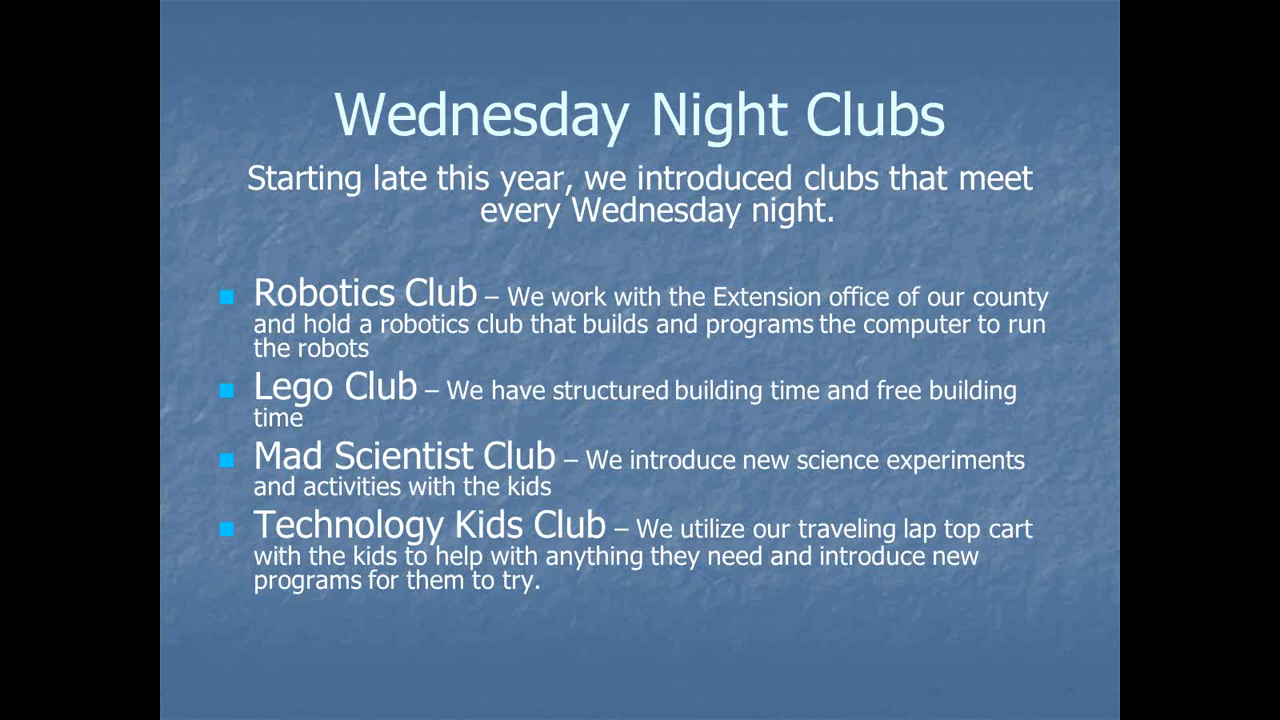 Wednesday Night Clubs
Starting late this year, we introduced clubs that meet
every Wednesday night.
Robotics Club – We work with the Extension office of our county
and hold a robotics club that builds and programs the computer to run
the robots
Lego Club – We have structured building time and free building
time
Mad Scientist Club – We introduce new science experiments
and activities with the kids
Technology Kids Club – We utilize our traveling lap top cart
with the kids to help with anything they need and introduce new
programs for them to try.